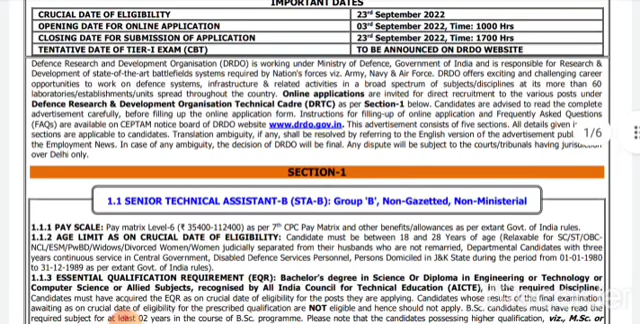 IMPORTANT DATES
CRUCIAL DATE OF ELIGIBILITY 23rd September 2022
OPENING DATE FOR ONLINE APPLICATION 03rd September 2022, Time: 1000 Hrs
CLOSING DATE FOR SUBMISSION OF APPLICATION 23rd September 2022, Time: 1700 Hrs
TENTATIVE DATE OF TIER-I EXAM (CBT) TO BE ANNOUNCED ON DRDO WEBSITE
Defence Research and Development Organisation (DRDO) is working under Ministry of Defence, Government of India and is responsible for Research &
Development of state-of-the-art battlefields systems required by Nation's forces viz. Army, Navy & Air Force. DRDO offers exciting and challenging career
opportunities to work on defence systems, infrastructure & related activities in a broad spectrum of subjects/disciplines at its more than 60
laboratories/establishments/units spread throughout the country. Online applications are invited for direct recruitment to the various posts under
Defence Research & Development Organisation Technical Cadre (DRTC) as per Section-1 below. Candidates are advised to read the complete
advertisement carefully, before filling up the online application form. Instructions for filling-up of online application and Frequently Asked Questions
(FAQs) are available on CEPTAM notice board of DRDO website www.drdo.gov.in. This advertisement consists of five sections. All details given i
sections are applicable to candidates. Translation ambiguity, if any, shall be resolved by referring to the English version of the advertisement publ 1/6
the Employment News. In case of any ambiguity, the decision of DRDO will be final. Any dispute will be subject to the courts/tribunals having
over Delhi only.
SECTION-1
1.1 SENIOR TECHNICAL ASSISTANT-B (STA-B): Group 'B', Non-Gazetted, Non-Ministerial
1.1.1 PAY SCALE: Pay matrix Level-6 (₹ 35400-112400) as per 7th CPC Pay Matrix and other benefits/allowances as per extant Govt. of India rules.
1.1.2 AGE LIMIT AS ON CRUCIAL DATE OF ELIGIBILITY: Candidate must be between 18 and 28 Years of age (Relaxable for SC/ST/OBC-
NCL/ESM/PwBD/Widows/Divorced Women/Women judicially separated from their husbands who are not remarried, Departmental Candidates with three
years continuous service in Central Government, Disabled Defence Services Personnel, Persons Domiciled in J&K State during the period from 01-01-1980
to 31-12-1989 as per extant Govt. of India rules).
1.1.3 ESSENTIAL QUALIFICATION REQUIREMENT (EQR): Bachelor's degree in Science Or Diploma in Engineering or Technology or
Computer Science or Allied Subjects, recognised by All India Council for Technical Education (AICTE), in the required Discipline.
Candidates must have acquired the EQR as on crucial date of eligibility for the posts they are applying. Candidates whose results of the final examination
awaiting as on crucial date of eligibility for the prescribed qualification are NOT eligible and hence should not apply. B.Sc. candidates must have read the
required subject for at least 02 years in the course of B.Sc. programme. Please note that the candidates possessing higher qualification, viz, M.Sc. or